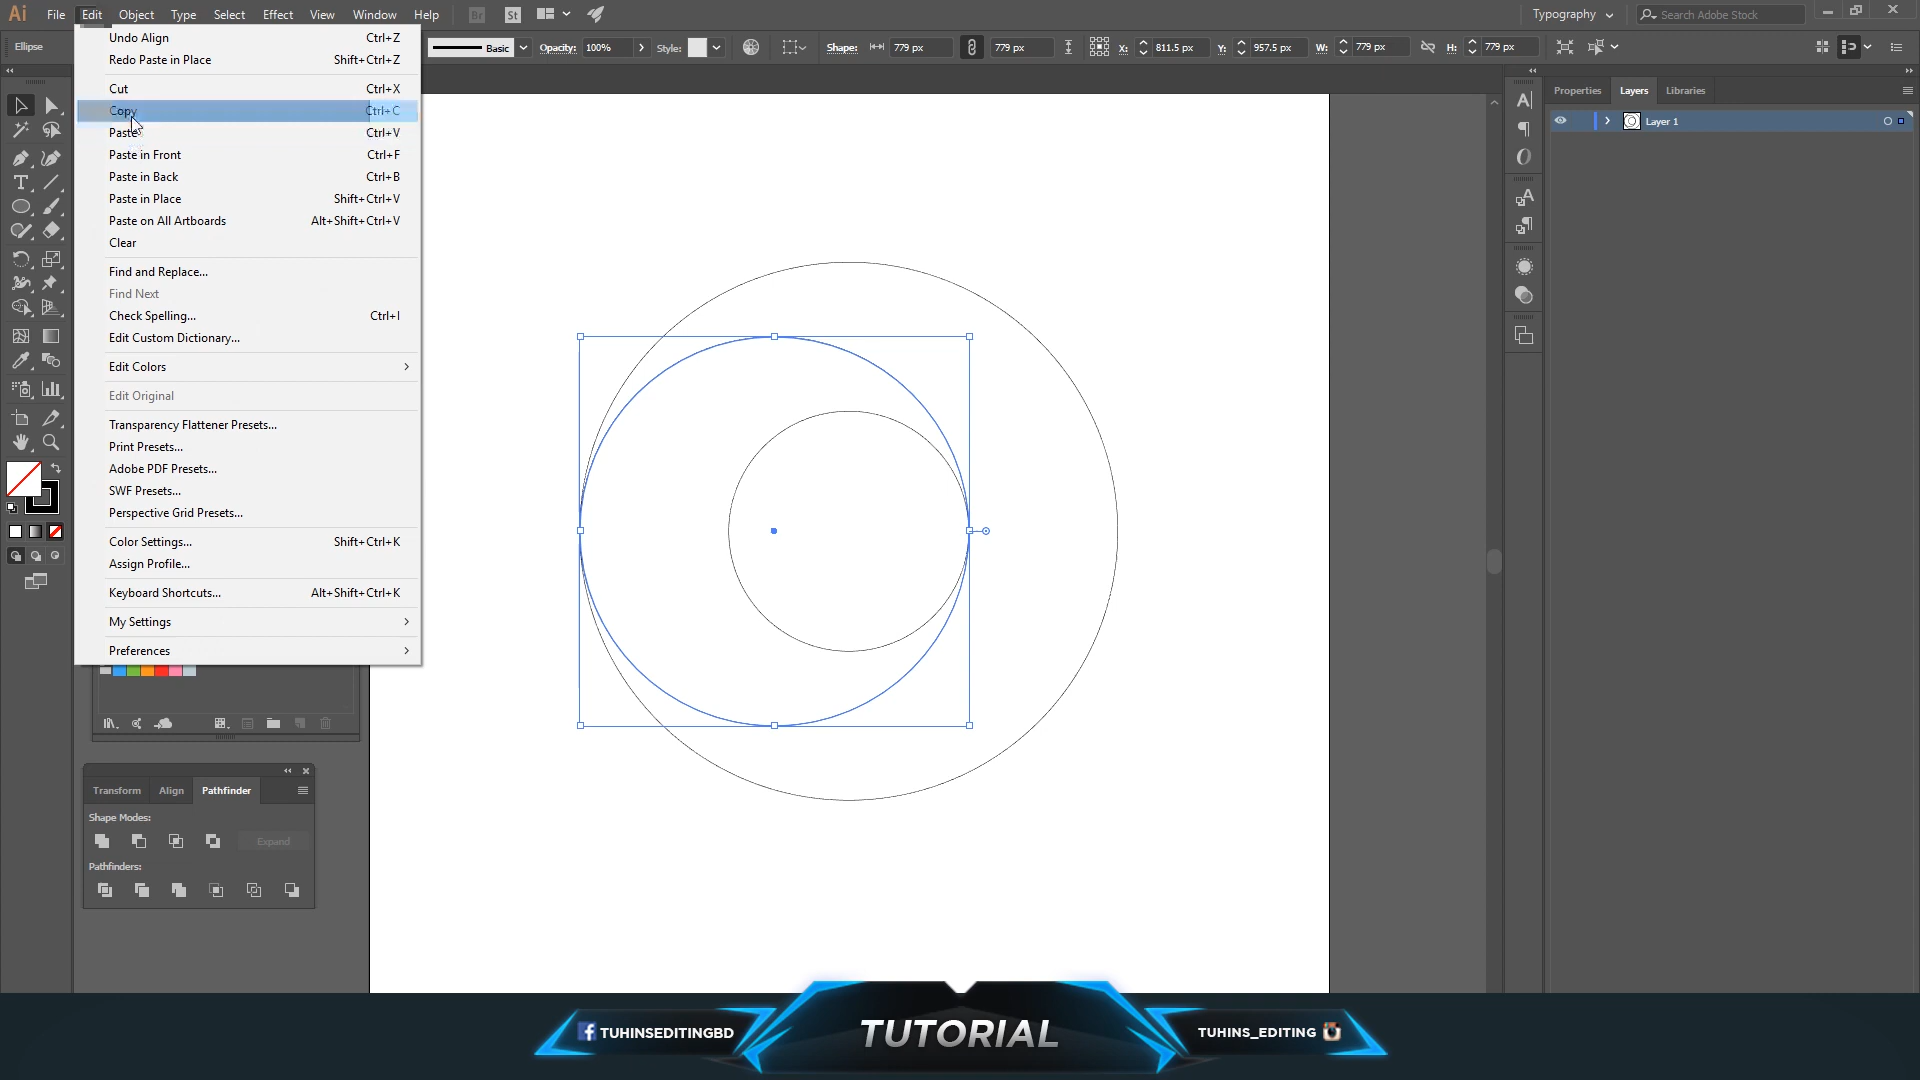 Ai File Edit Object Type Select Effect View Window Help Br St Typography Search Adobe Stock
Ellipse Basic Opacity: 100% Style: Shape: 779 px 779 px X: 811.5 px Y: 957.5 px W: 779 px H: 779 px
Undo Align Ctrl+Z
Redo Paste in Place Shift+Ctrl+Z
Cut Ctrl+X
Copy Ctrl+C
Paste Ctrl+V
Paste in Front Ctrl+F
Paste in Back Ctrl+B
Paste in Place Shift+Ctrl+V
Paste on All Artboards Alt+Shift+Ctrl+V
Clear
Find and Replace...
Find Next
Check Spelling... Ctrl+I
Edit Custom Dictionary...
Edit Colors
Edit Original
Transparency Flattener Presets...
Print Presets...
Adobe PDF Presets...
SWF Presets...
Perspective Grid Presets...
Color Settings... Shift+Ctrl+K
Assign Profile...
Keyboard Shortcuts... Alt+Shift+Ctrl+K
My Settings
Preferences
Properties Layers Libraries
Layer 1
Transform Align Pathfinder
Shape Modes:
Expand
Pathfinders:
TUHINSEDITINGBD TUTORIAL TUHINS_EDITING